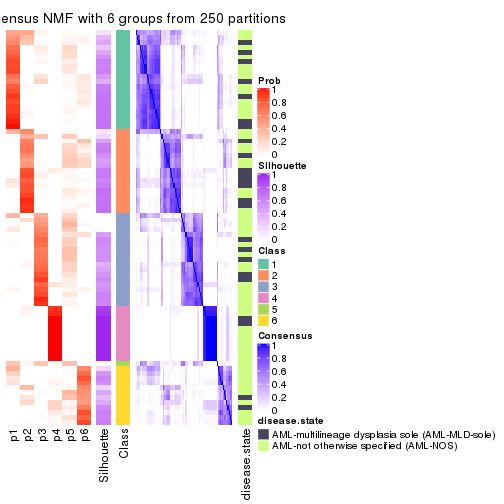 ensus NMF with 6 groups from 250 partitions
Prob
1
0.8
0.6
0.4
0.2
0
Silhouette
1
0.8
0.6
0.4
0.2
0
Class
1
2
3
4
5
6
Consensus
1
0.8
0.6
0.4
0.2
0
disease.state
AML-multilineage dysplasia sole (AML-MLD-sole)
AML-not otherwise specified (AML-NOS)
p1
p2
p3
p4
p5
p6
Silhouette
Class
disease.state